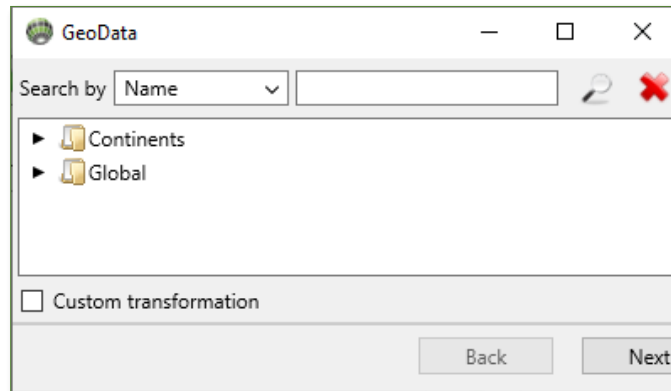 GeoData
Search by Name
Continents
Global
Custom transformation
Back Next